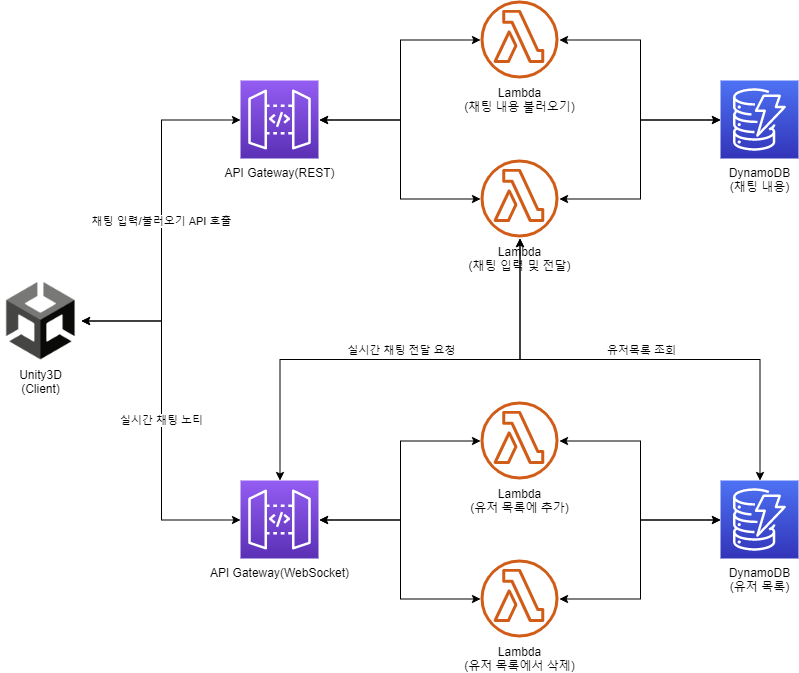 Lambda
(채팅 내용 불러오기)
API Gateway(REST)
DynamoDB
(채팅 내용)
채팅 입력/불러오기 API 호출
Lambda
(채팅 입력 및 전달)
Unity3D
(Client)
실시간 채팅 전달 요청
유저목록 조회
실시간 채팅 노티
Lambda
(유저 목록에 추가)
API Gateway(WebSocket)
DynamoDB
(유저 목록)
Lambda
(유저 목록에서 삭제)